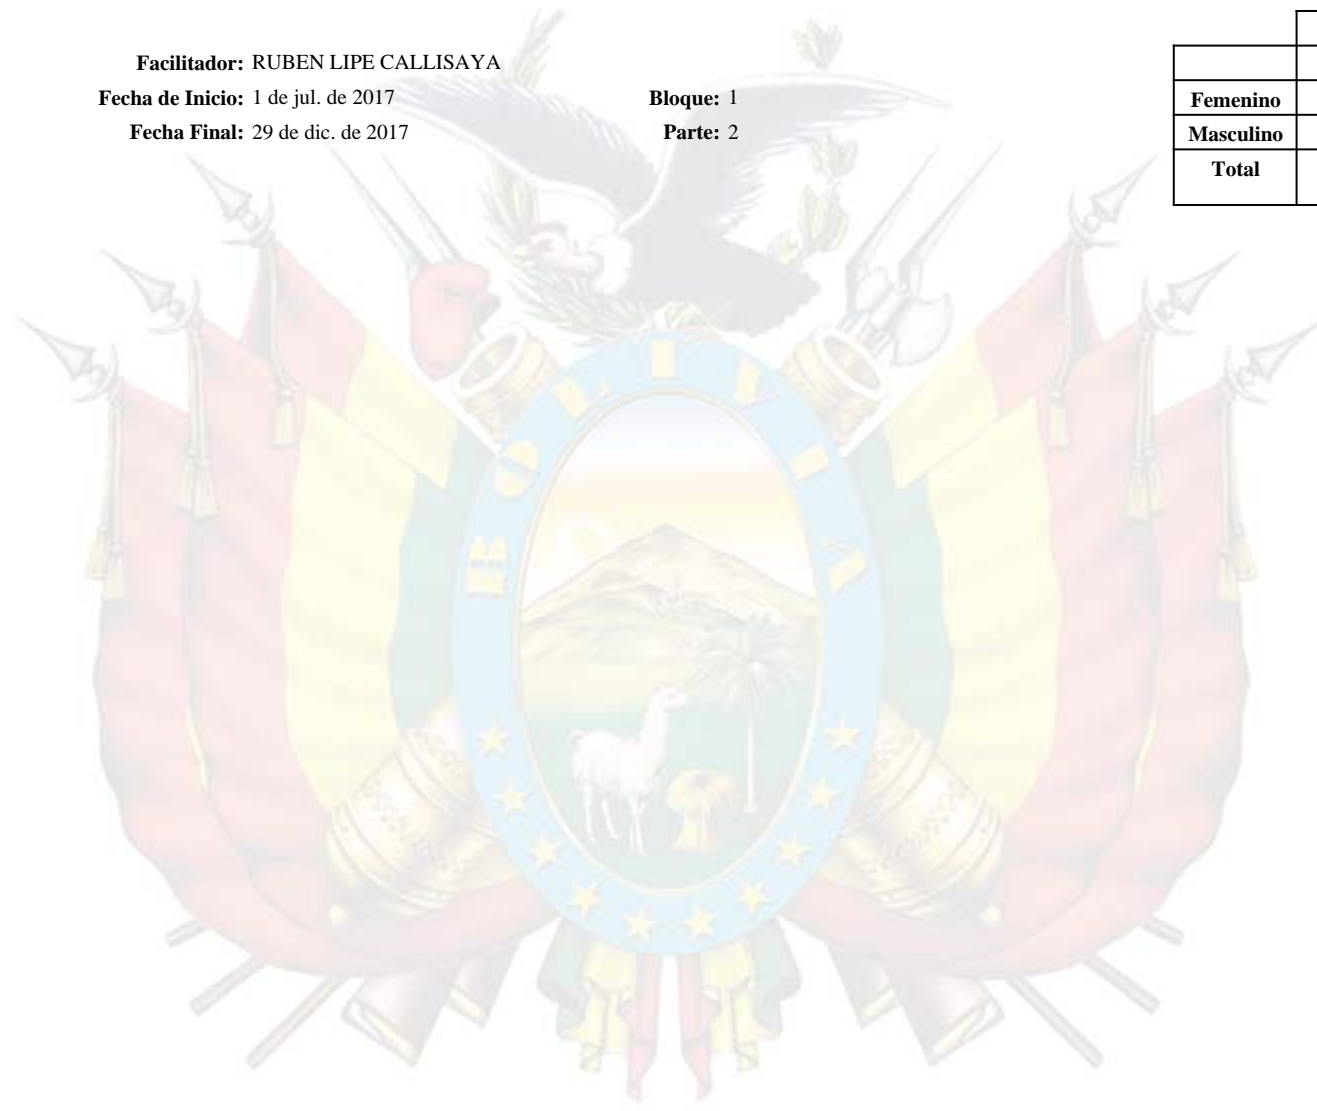 Facilitador: RUBEN LIPE CALLISAYA
Fecha de Inicio: 1 de jul. de 2017 Bloque: 1
Fecha Final: 29 de dic. de 2017 Parte: 2
Femenino
Masculino
Total
BOLIVIA